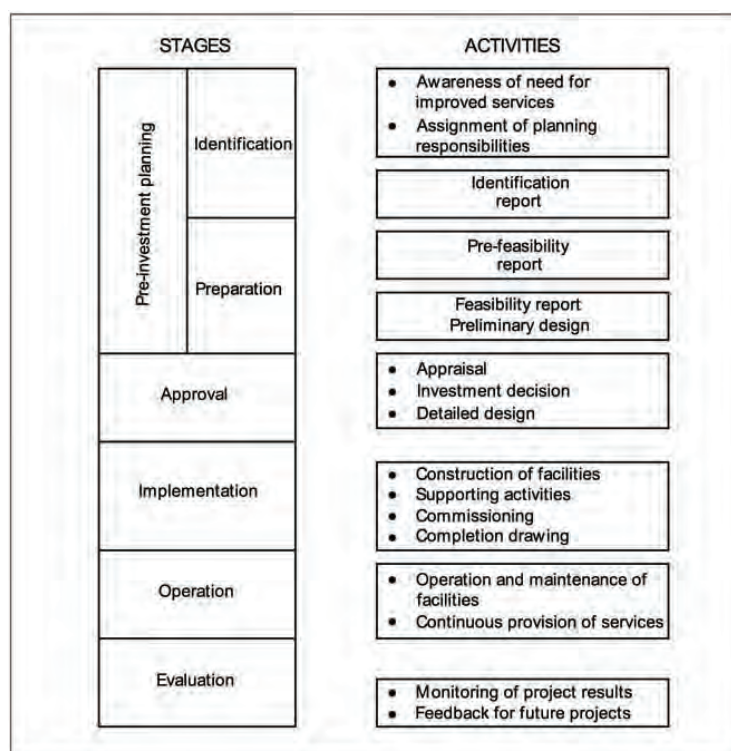 STAGES
ACTIVITIES
Pre-investment planning
Identification
• Awareness of need for
improved services
• Assignment of planning
responsibilities
Identification
report
Preparation
Pre-feasibility
report
Feasibility report
Preliminary design
Approval
• Appraisal
• Investment decision
• Detailed design
Implementation
• Construction of facilities
• Supporting activities
• Commissioning
• Completion drawing
Operation
• Operation and maintenance of
facilities
• Continuous provision of services
Evaluation
• Monitoring of project results
• Feedback for future projects